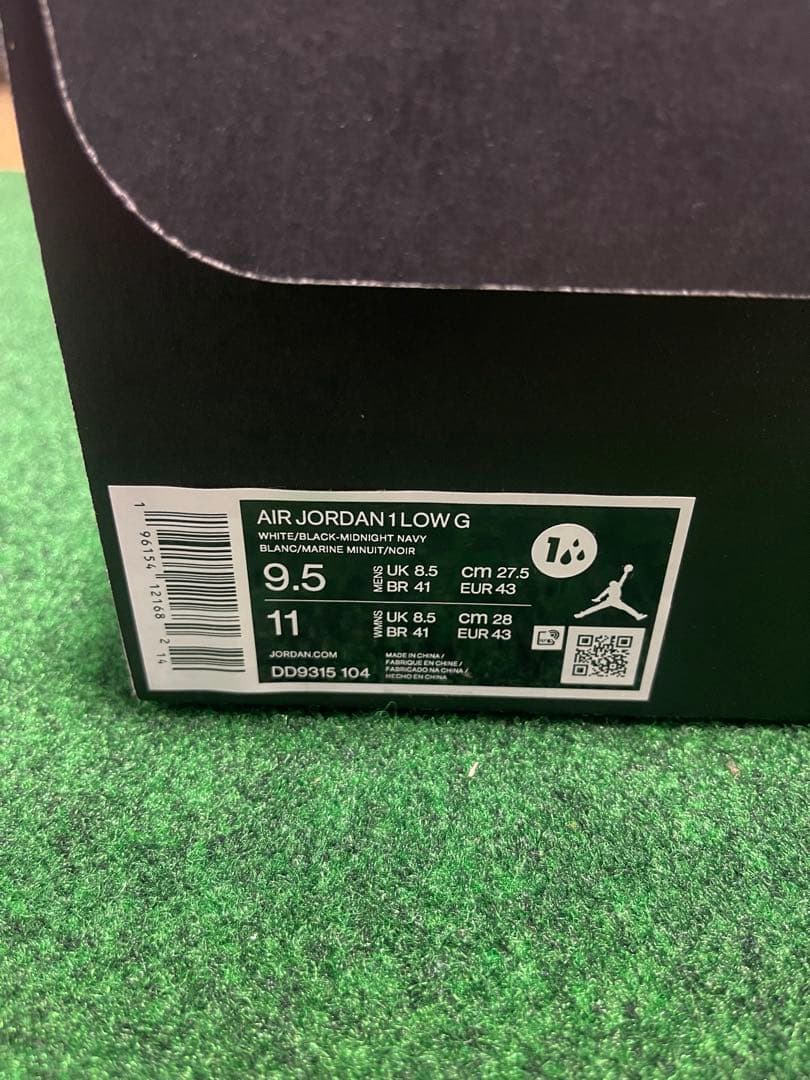 AIR JORDAN 1 LOW G
WHITE/BLACK-MIDNIGHT NAVY
BLANC/MARINE MINUIT/NOIR
9.5 MENS UK 8.5 cm 27.5
BR 41 EUR 43
11 WMNS UK 8.5 cm 28
BR 41 EUR 43
JORDAN.COM
DD9315 104
MADE IN CHINA /
FABRIQUE EN CHINE /
FABRICADO NA CHINA /
HECHO EN CHINA
1 96154 12168 2 14
1